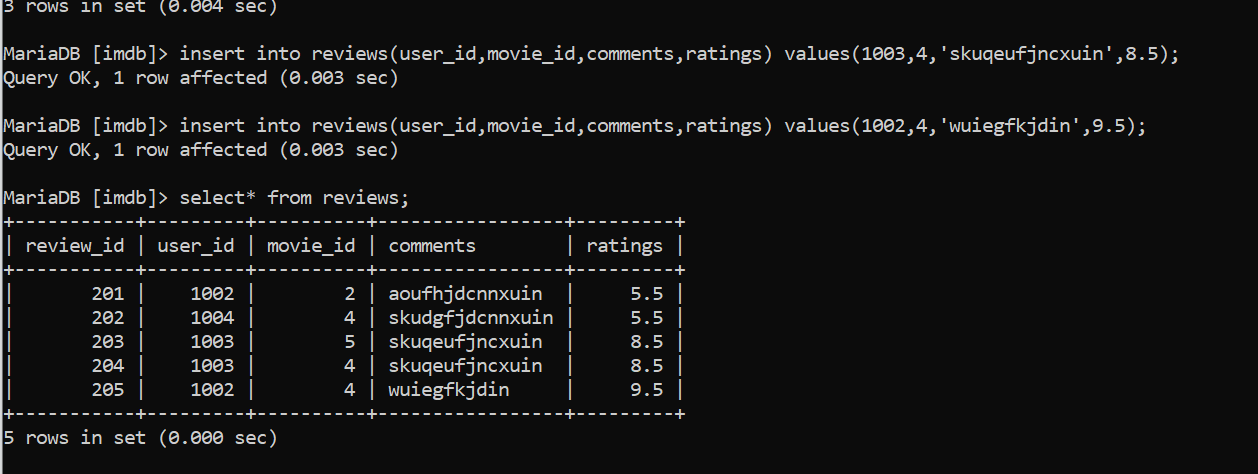 3 rows in set (0.004 sec)
MariaDB [imdb]> insert into reviews(user_id,movie_id,comments,ratings) values(1003,4,'skuqeufjncxuin',8.5);
Query OK, 1 row affected (0.003 sec)
MariaDB [imdb]> insert into reviews(user_id,movie_id,comments,ratings) values(1002,4,'wuiegfkjdin',9.5);
Query OK, 1 row affected (0.003 sec)
MariaDB [imdb]> select* from reviews;
+-----------+---------+----------+-----------------+---------+
| review_id | user_id | movie_id | comments        | ratings |
+-----------+---------+----------+-----------------+---------+
|       201 |    1002 |        2 | aoufhjdcnnxuin  |     5.5 |
|       202 |    1004 |        4 | skudgfjdcnnxuin |     5.5 |
|       203 |    1003 |        5 | skuqeufjncxuin  |     8.5 |
|       204 |    1003 |        4 | skuqeufjncxuin  |     8.5 |
|       205 |    1002 |        4 | wuiegfkjdin     |     9.5 |
+-----------+---------+----------+-----------------+---------+
5 rows in set (0.000 sec)